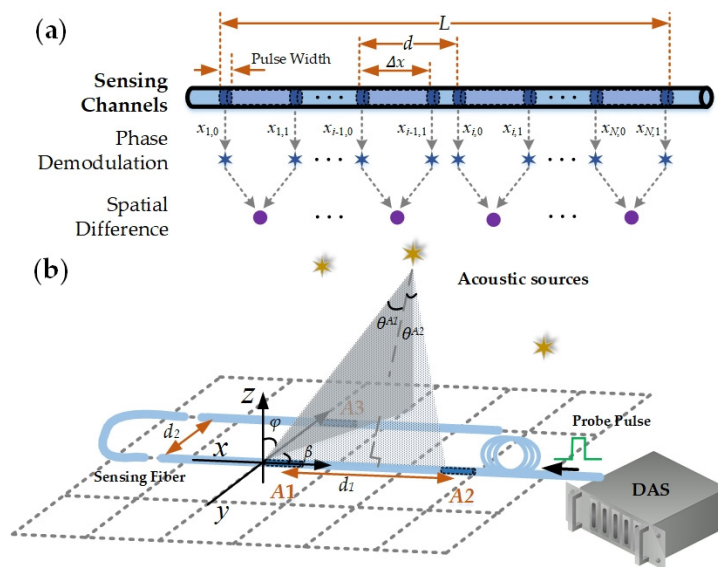 (a)
L
d
Pulse Width
Δx
Sensing
Channels
x1,0 x1,1 xi-1,0 xi-1,1 xi,0 xi,1 xN,0 xN,1
Phase
Demodulation
Spatial
Difference
(b)
Acoustic sources
θA1
θA2
z
A3
φ
d2
x
β
Probe Pulse
Sensing Fiber
A1
d1
A2
DAS
y